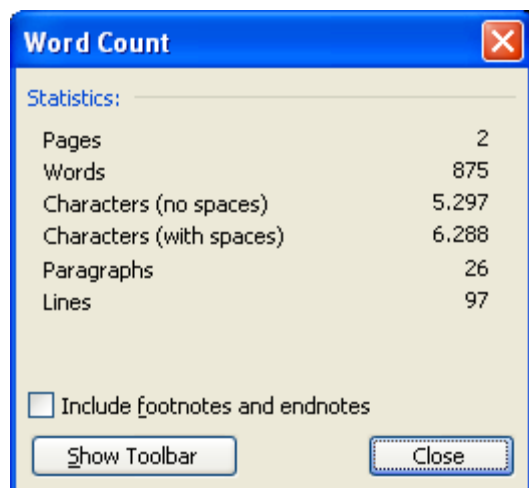 Word Count
Statistics:
Pages 2
Words 875
Characters (no spaces) 5.297
Characters (with spaces) 6.288
Paragraphs 26
Lines 97
Include footnotes and endnotes
Show Toolbar Close